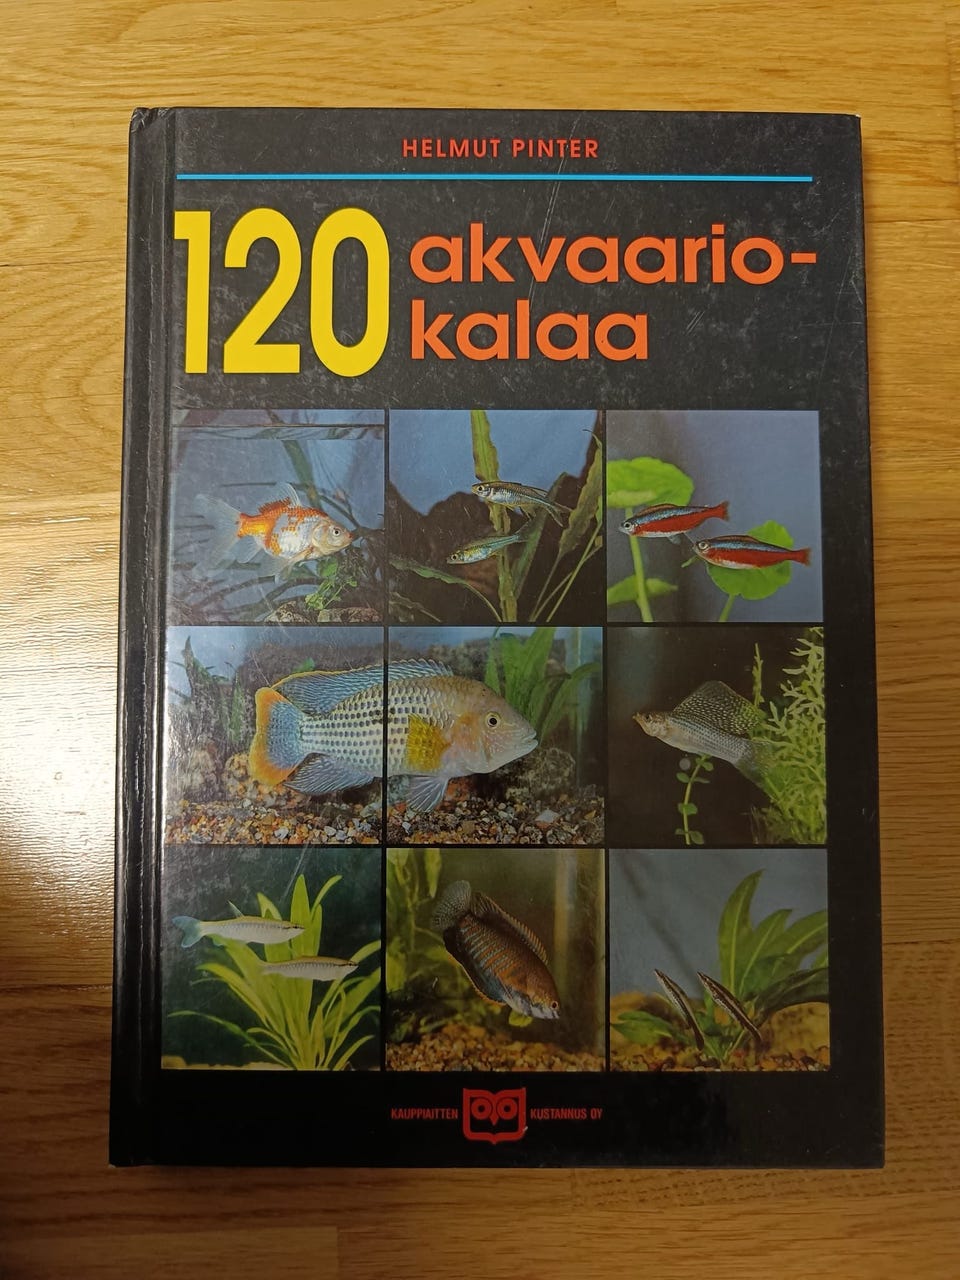 HELMUT PINTER
120 akvaario-
kalaa
KAUPPIAITTEN KUSTANNUS OY